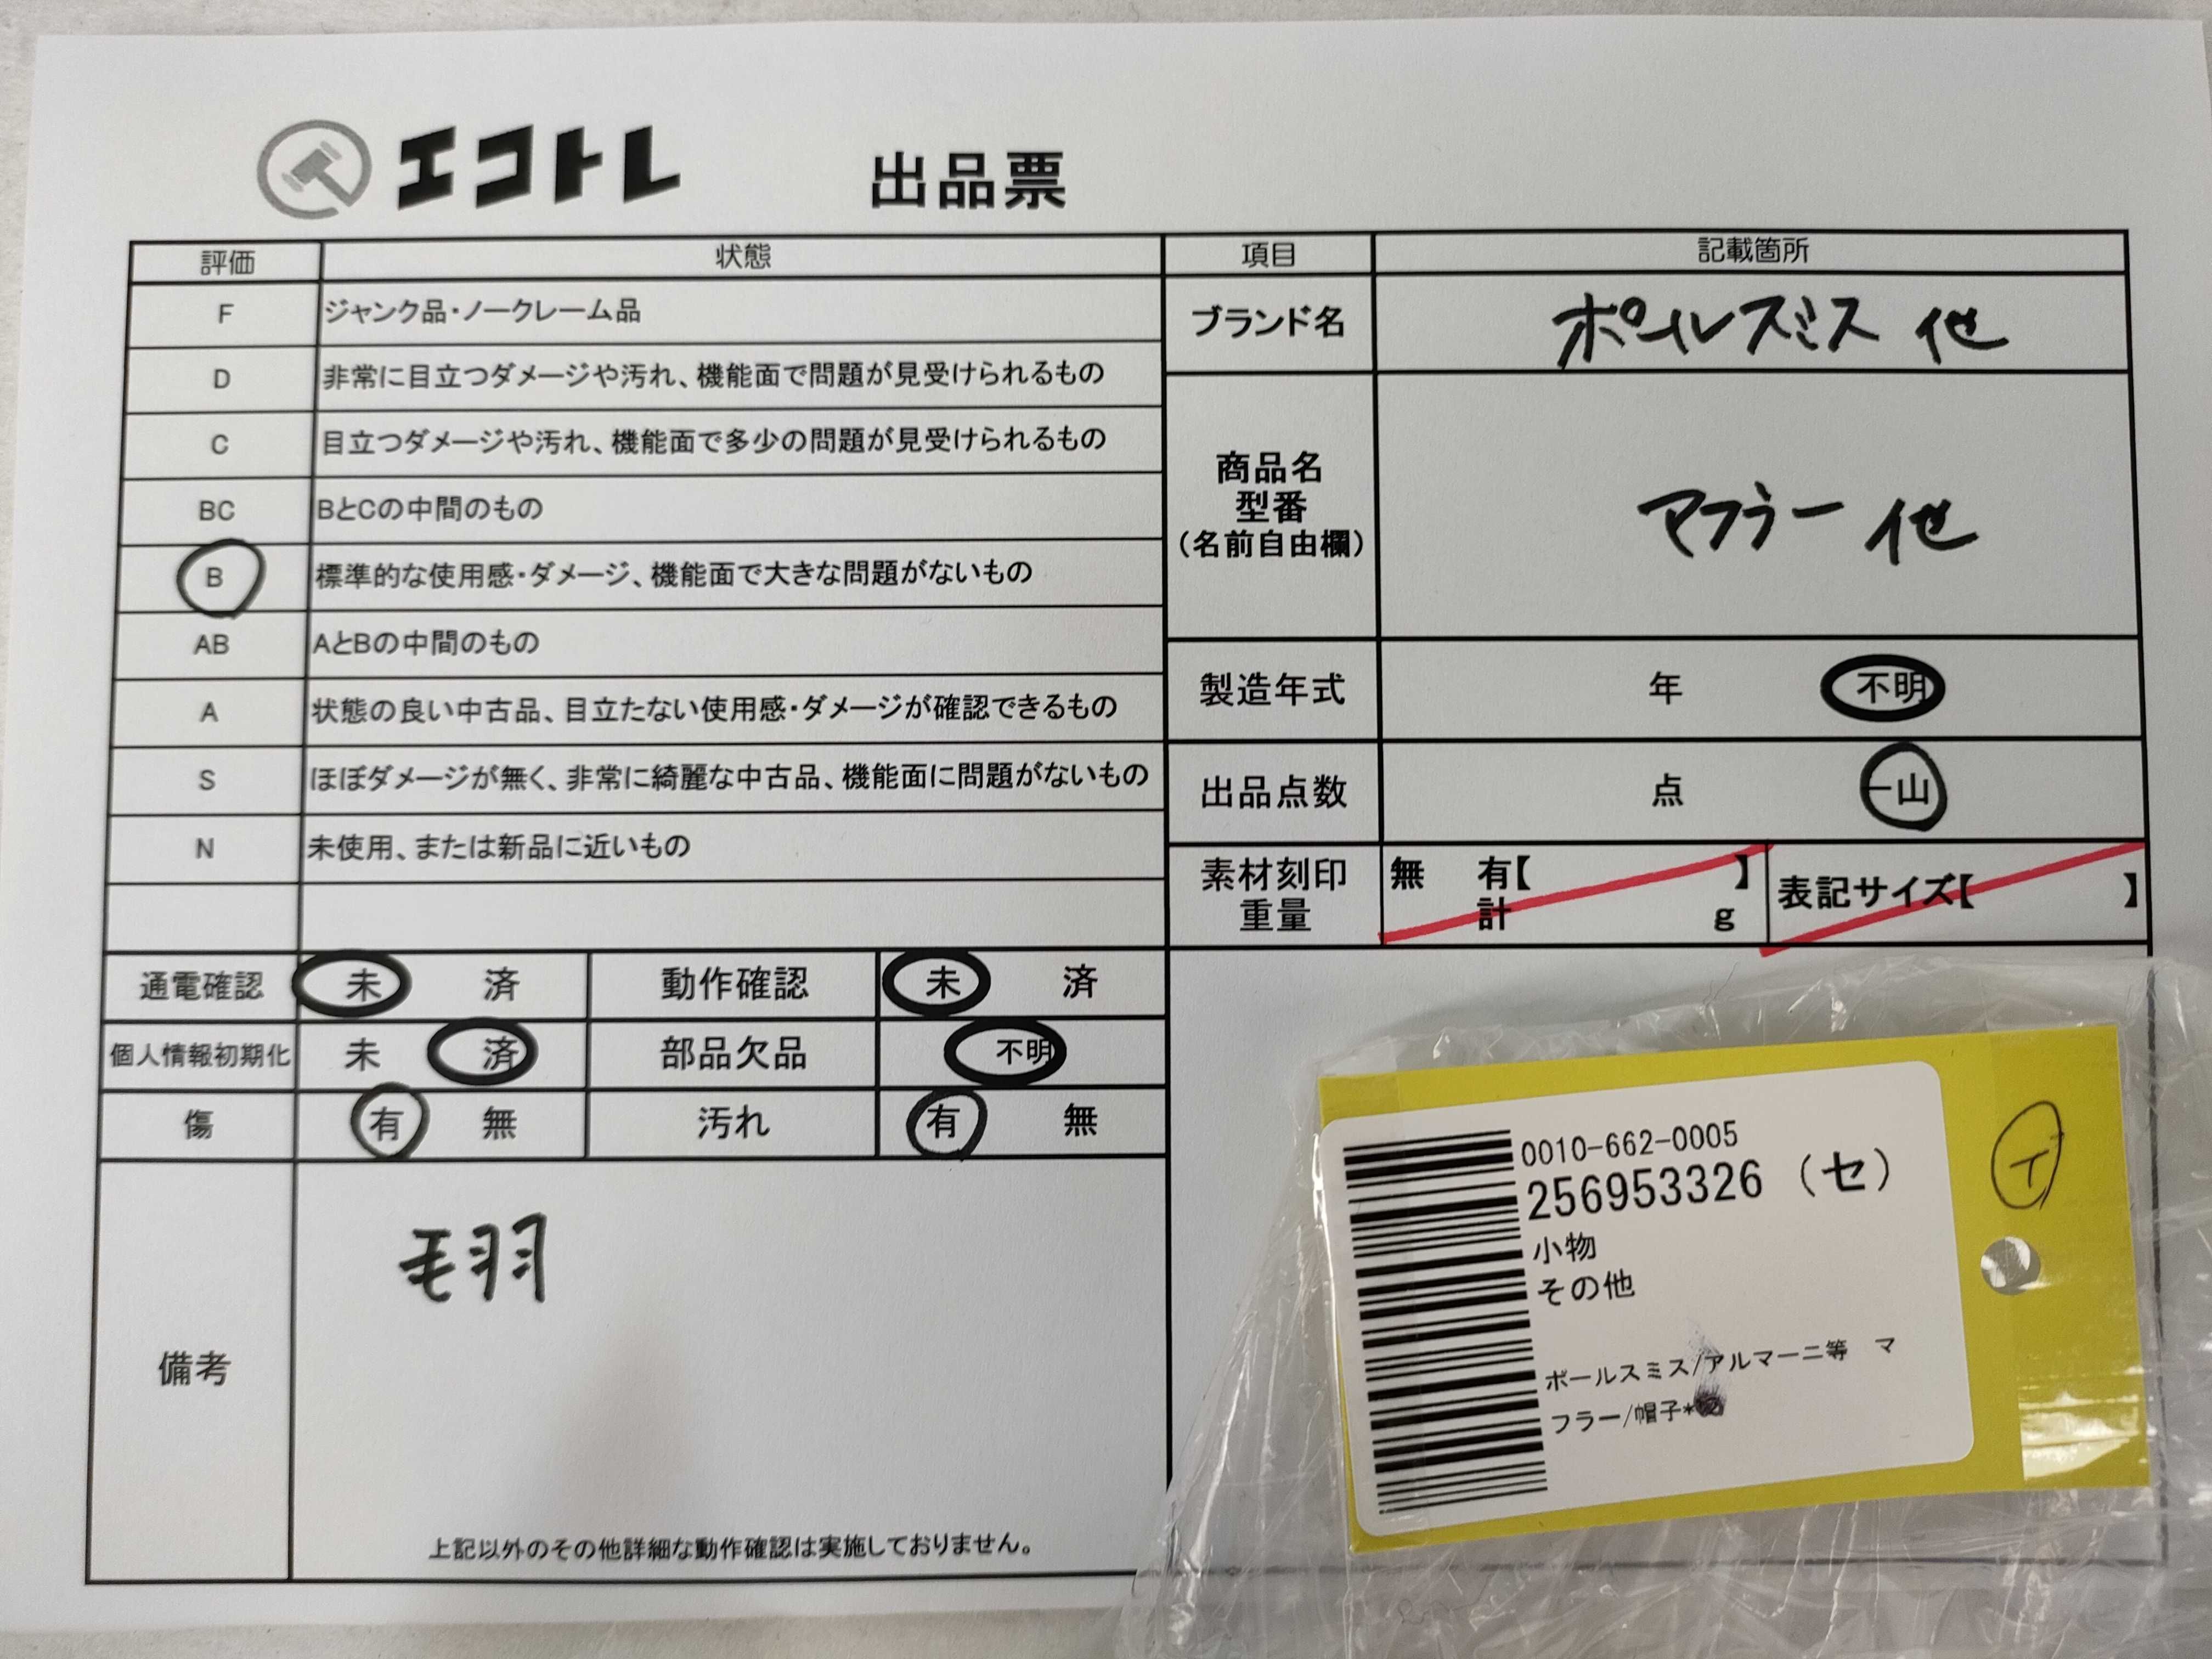 エコトレ 出品票
評価 状態
F ジャンク品・ノークレーム品
D 非常に目立つダメージや汚れ、機能面で問題が見受けられるもの
C 目立つダメージや汚れ、機能面で多少の問題が見受けられるもの
BC BとCの中間のもの
B 標準的な使用感・ダメージ、機能面で大きな問題がないもの
AB AとBの中間のもの
A 状態の良い中古品、目立たない使用感・ダメージが確認できるもの
S ほぼダメージが無く、非常に綺麗な中古品、機能面に問題がないもの
N 未使用、または新品に近いもの
項目 記載箇所
ブランド名 ポールスミス 他
商品名
型番
（名前自由欄）
マフラー 他
製造年式 年 不明
出品点数 点 一山
素材刻印 無 有【 】
重量 計 g
表記サイズ【 】
通電確認 未 済 動作確認 未 済
個人情報初期化 未 済 部品欠品 不明
傷 有 無 汚れ 有 無
備考
毛羽
上記以外のその他詳細な動作確認は実施しておりません。
0010-662-0005
256953326 (セ)
小物
その他
ポールスミス/アルマーニ等 マ
フラー/帽子*
イ